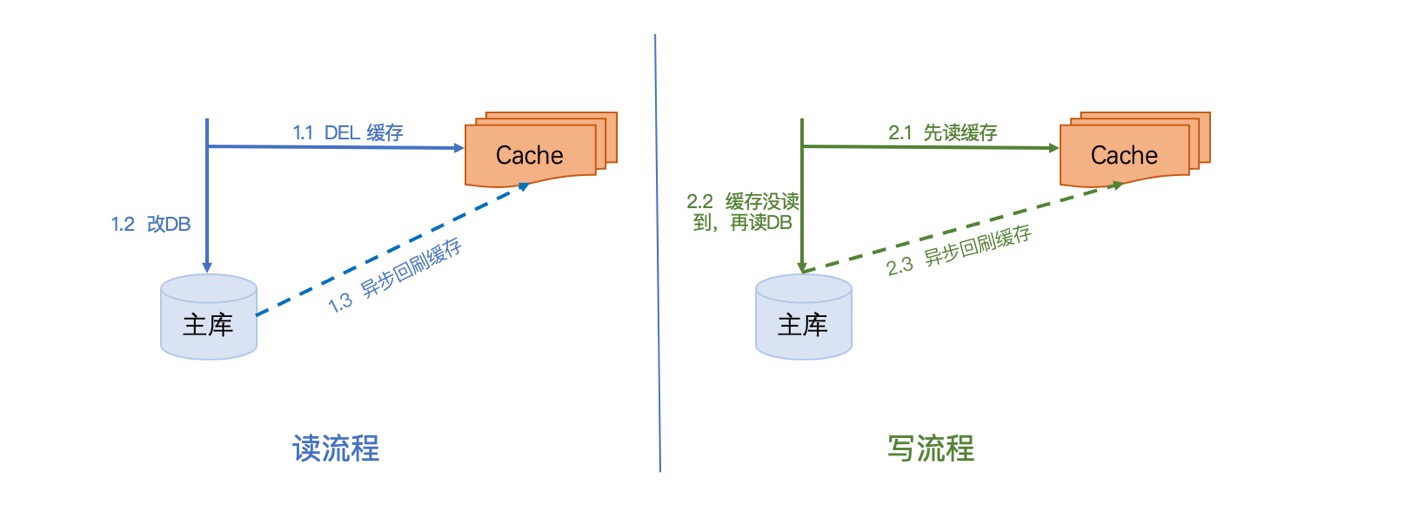 1.1 DEL 缓存
Cache
1.2 改DB
1.3 异步回刷缓存
主库
读流程
2.1 先读缓存
Cache
2.2 缓存没读
到，再读DB
2.3 异步回刷缓存
主库
写流程